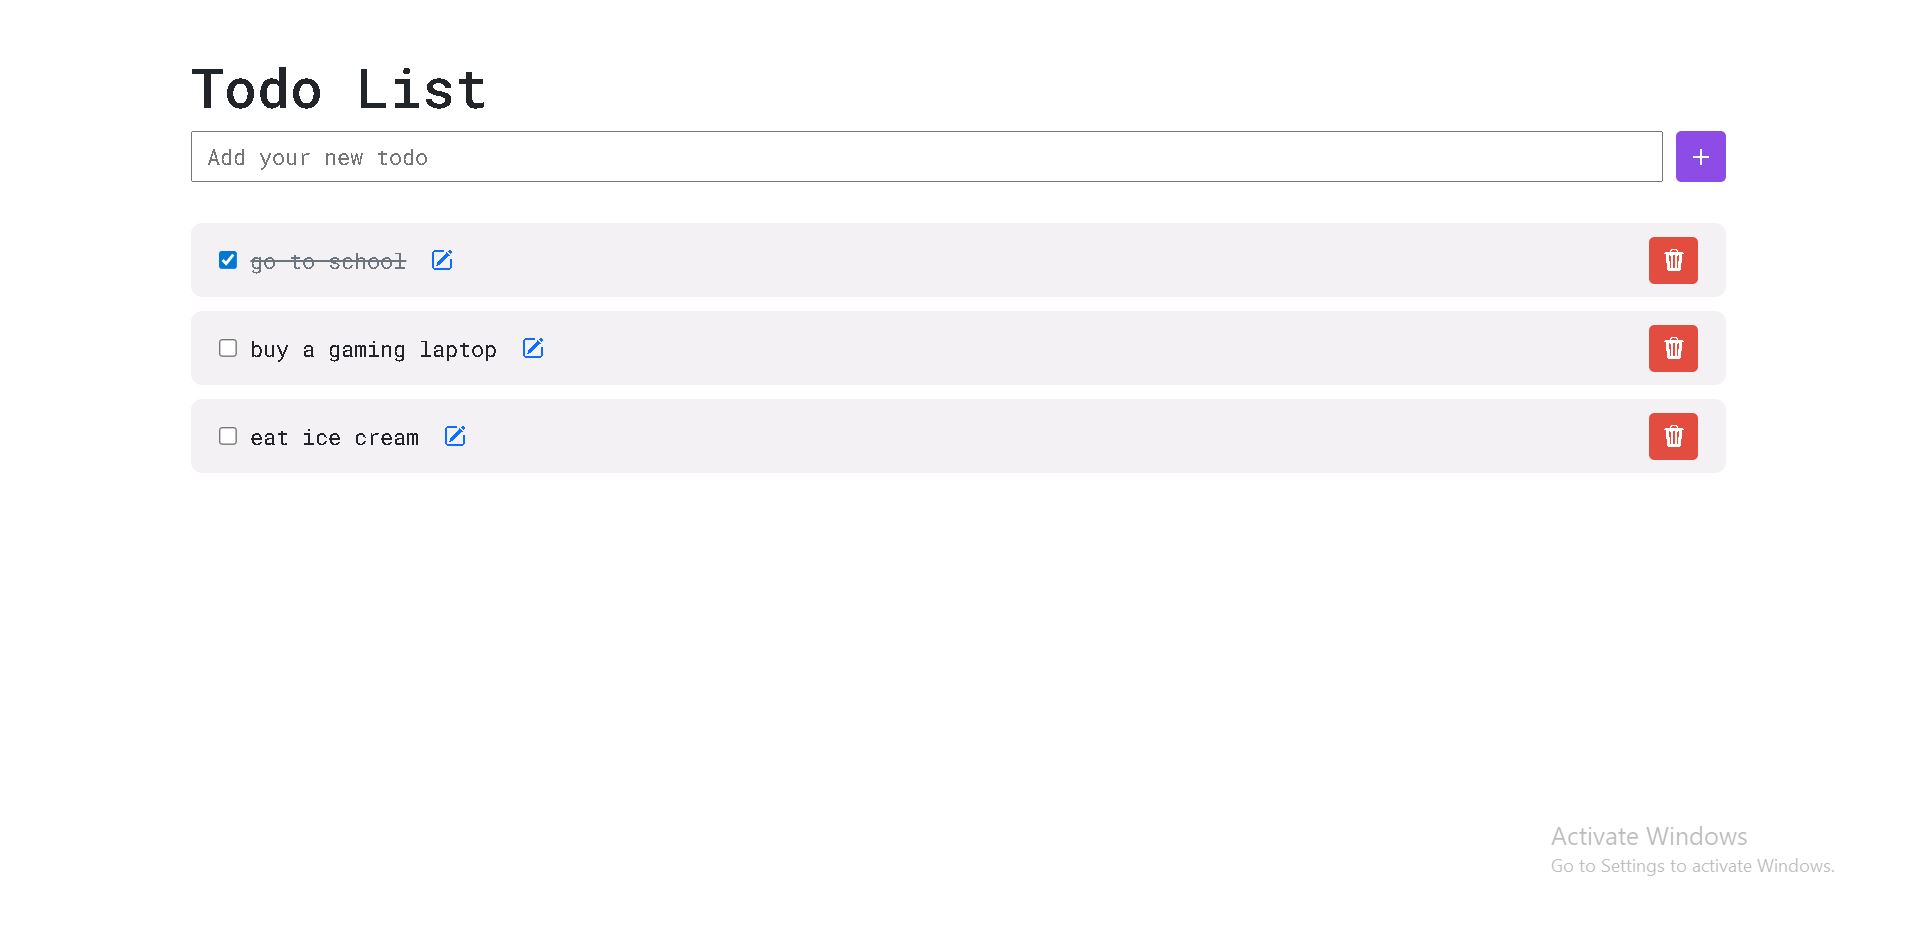 Todo List
Add your new todo
+
go to school
buy a gaming laptop
eat ice cream
Activate Windows
Go to Settings to activate Windows.